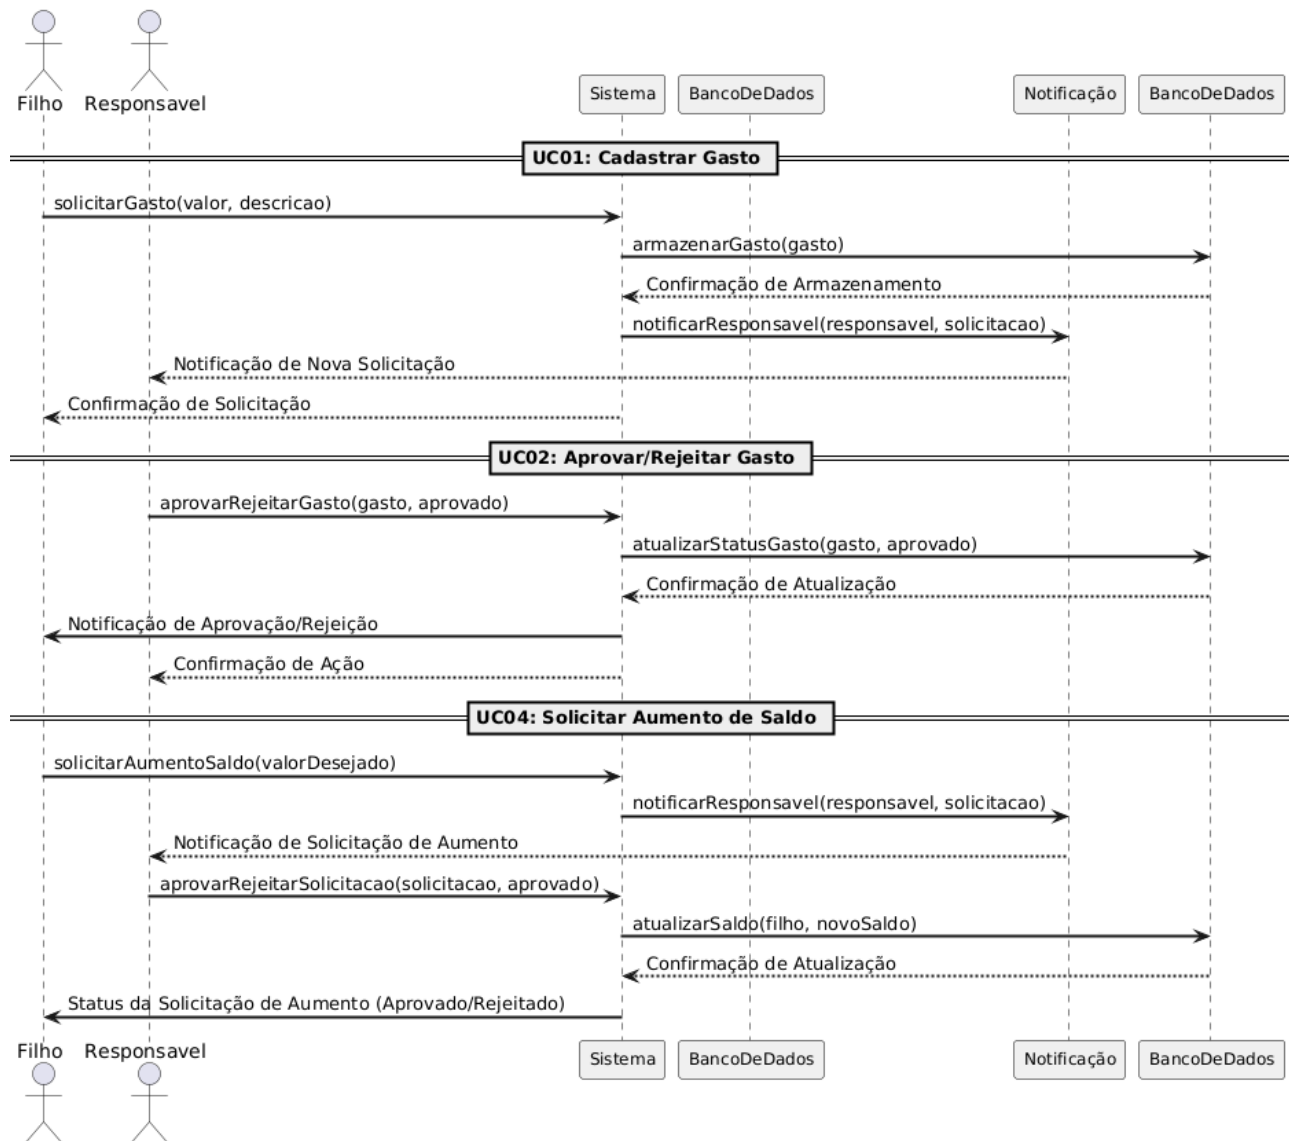 Filho
Responsavel
Sistema
BancoDeDados
Notificação
BancoDeDados
UC01: Cadastrar Gasto
solicitarGasto(valor, descricao)
armazenarGasto(gasto)
Confirmação de Armazenamento
notificarResponsavel(responsavel, solicitacao)
Notificação de Nova Solicitação
Confirmação de Solicitação
UC02: Aprovar/Rejeitar Gasto
aprovarRejeitarGasto(gasto, aprovado)
atualizarStatusGasto(gasto, aprovado)
Confirmação de Atualização
Notificação de Aprovação/Rejeição
Confirmação de Ação
UC04: Solicitar Aumento de Saldo
solicitarAumentoSaldo(valorDesejado)
notificarResponsavel(responsavel, solicitacao)
Notificação de Solicitação de Aumento
aprovarRejeitarSolicitacao(solicitacao, aprovado)
atualizarSaldo(filho, novoSaldo)
Confirmação de Atualização
Status da Solicitação de Aumento (Aprovado/Rejeitado)
Filho
Responsavel
Sistema
BancoDeDados
Notificação
BancoDeDados